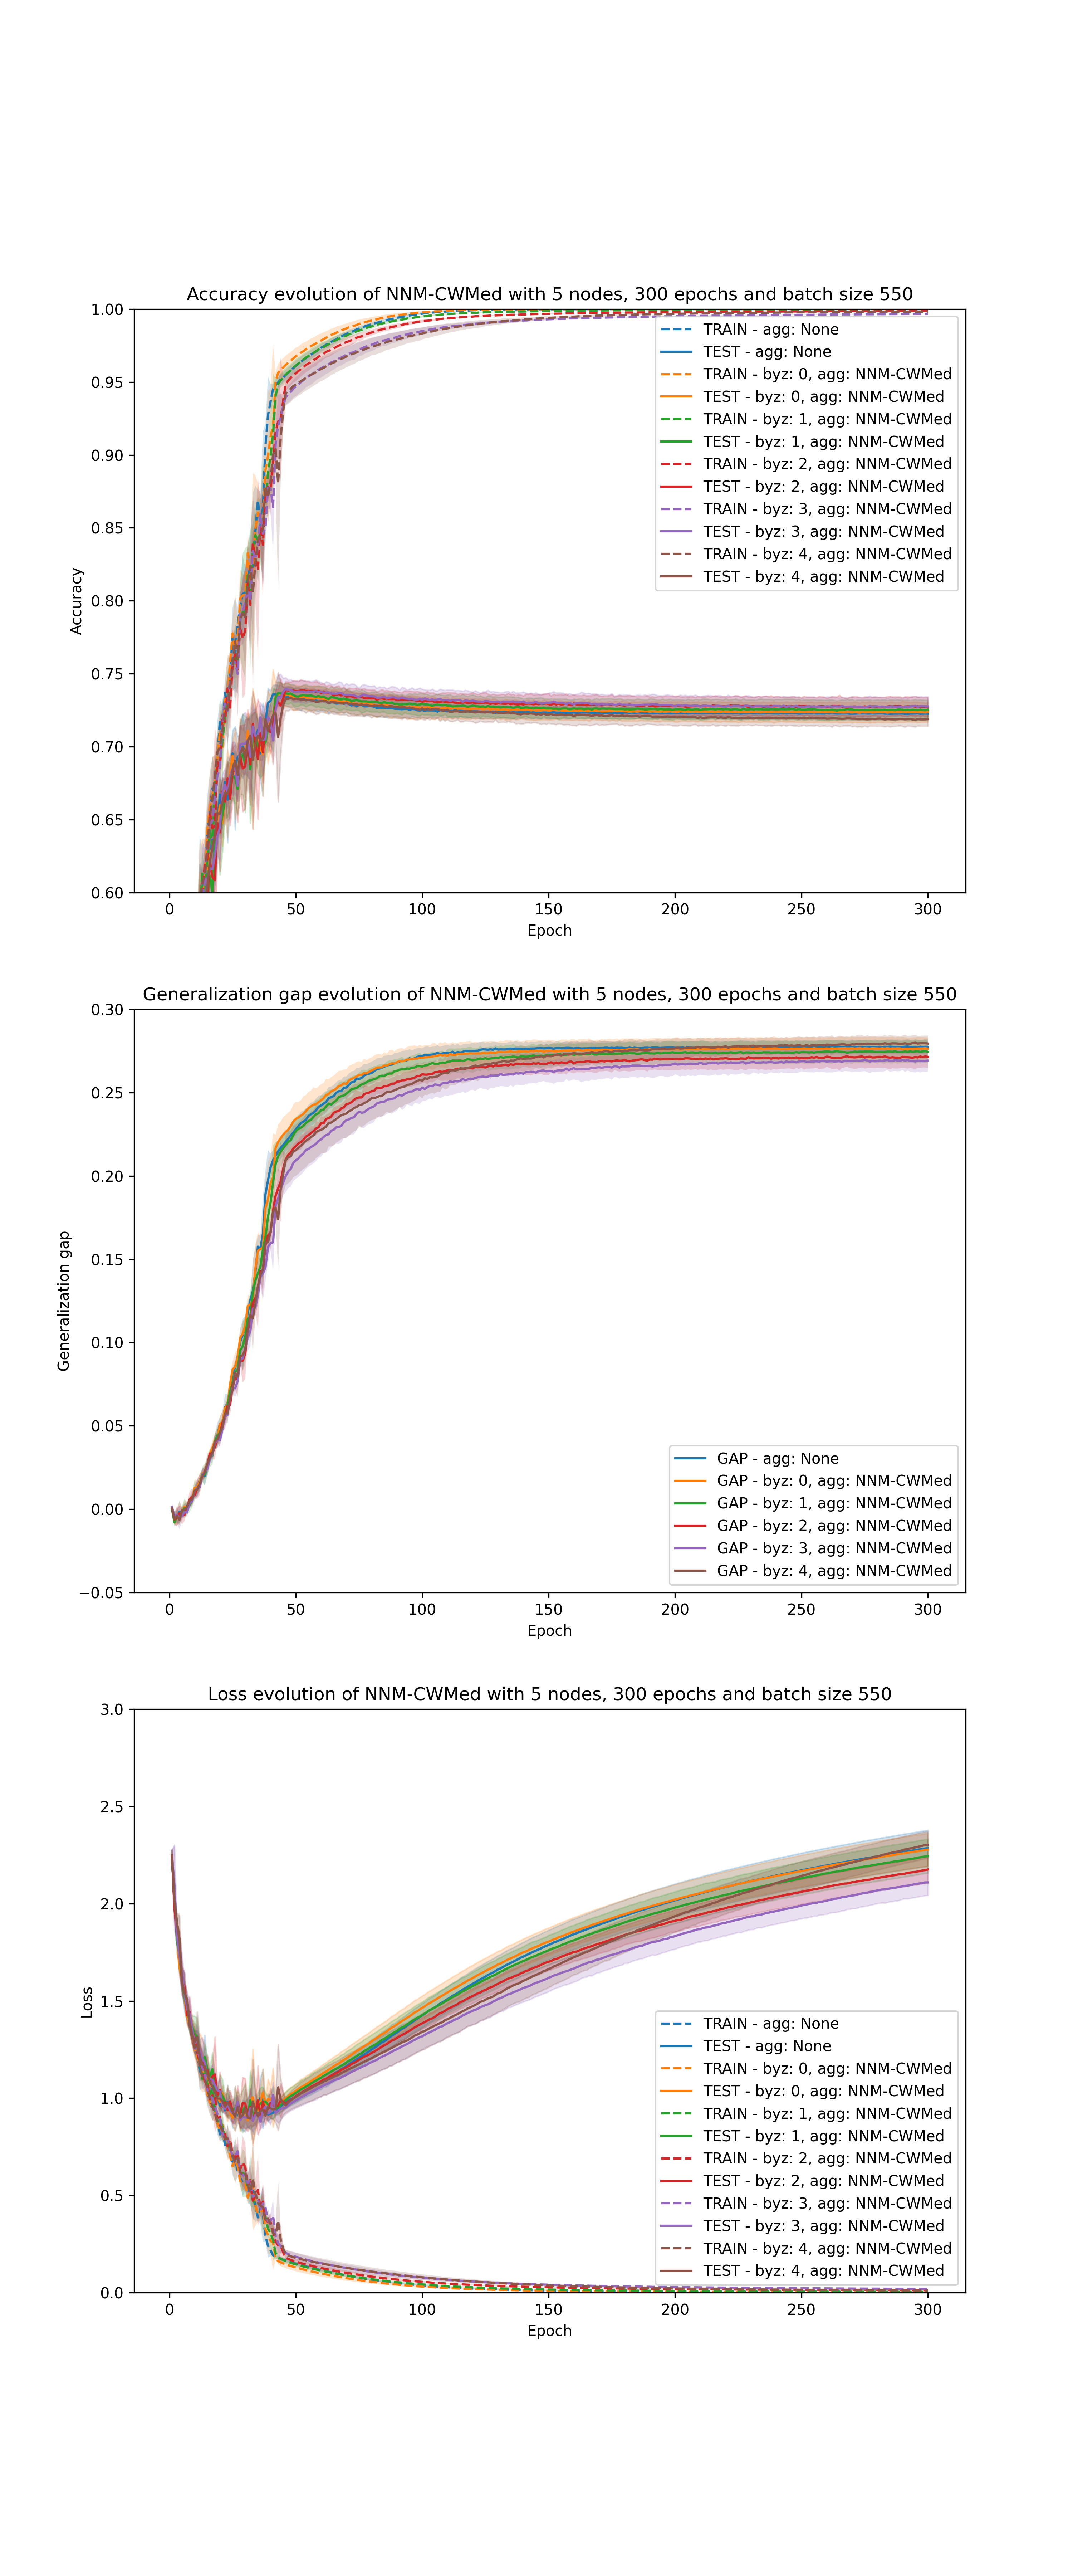 Accuracy evolution of NNM-CWMed with 5 nodes, 300 epochs and batch size 550
1.00
0.95
0.90
0.85
0.80
0.75
0.70
0.65
0.60
Accuracy
TRAIN - agg: None
TEST - agg: None
TRAIN - byz: 0, agg: NNM-CWMed
TEST - byz: 0, agg: NNM-CWMed
TRAIN - byz: 1, agg: NNM-CWMed
TEST - byz: 1, agg: NNM-CWMed
TRAIN - byz: 2, agg: NNM-CWMed
TEST - byz: 2, agg: NNM-CWMed
TRAIN - byz: 3, agg: NNM-CWMed
TEST - byz: 3, agg: NNM-CWMed
TRAIN - byz: 4, agg: NNM-CWMed
TEST - byz: 4, agg: NNM-CWMed
0 50 100 150 200 250 300
Epoch
Generalization gap evolution of NNM-CWMed with 5 nodes, 300 epochs and batch size 550
0.30
0.25
0.20
0.15
0.10
0.05
0.00
−0.05
Generalization gap
GAP - agg: None
GAP - byz: 0, agg: NNM-CWMed
GAP - byz: 1, agg: NNM-CWMed
GAP - byz: 2, agg: NNM-CWMed
GAP - byz: 3, agg: NNM-CWMed
GAP - byz: 4, agg: NNM-CWMed
0 50 100 150 200 250 300
Epoch
Loss evolution of NNM-CWMed with 5 nodes, 300 epochs and batch size 550
3.0
2.5
2.0
1.5
1.0
0.5
0.0
Loss
TRAIN - agg: None
TEST - agg: None
TRAIN - byz: 0, agg: NNM-CWMed
TEST - byz: 0, agg: NNM-CWMed
TRAIN - byz: 1, agg: NNM-CWMed
TEST - byz: 1, agg: NNM-CWMed
TRAIN - byz: 2, agg: NNM-CWMed
TEST - byz: 2, agg: NNM-CWMed
TRAIN - byz: 3, agg: NNM-CWMed
TEST - byz: 3, agg: NNM-CWMed
TRAIN - byz: 4, agg: NNM-CWMed
TEST - byz: 4, agg: NNM-CWMed
0 50 100 150 200 250 300
Epoch